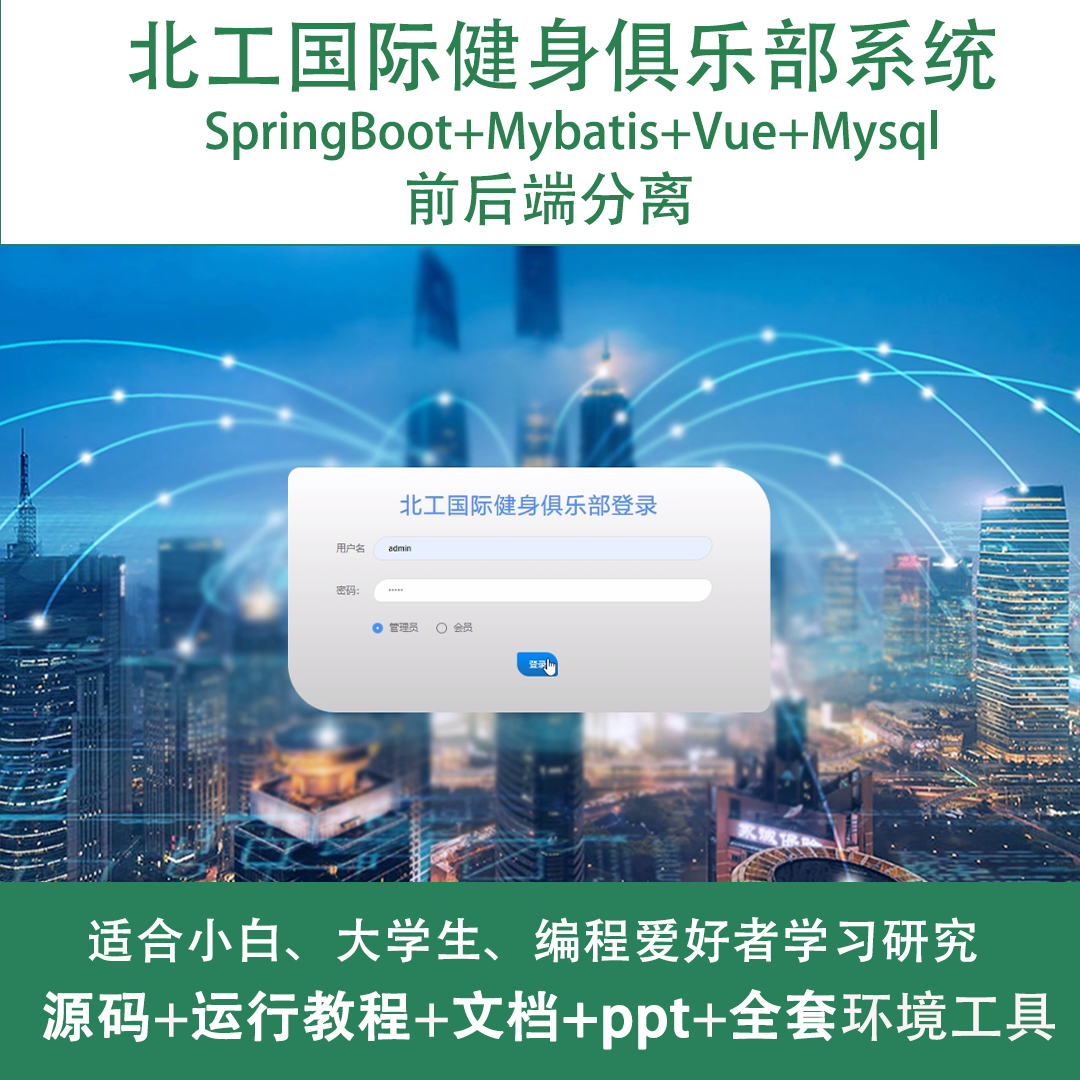 北工国际健身俱乐部系统
SpringBoot+Mybatis+Vue+Mysql
前后端分离
北工国际健身俱乐部登录
用户名 admin
密码： •••••
管理员 会员
登录
适合小白、大学生、编程爱好者学习研究
源码+运行教程+文档+ppt+全套环境工具